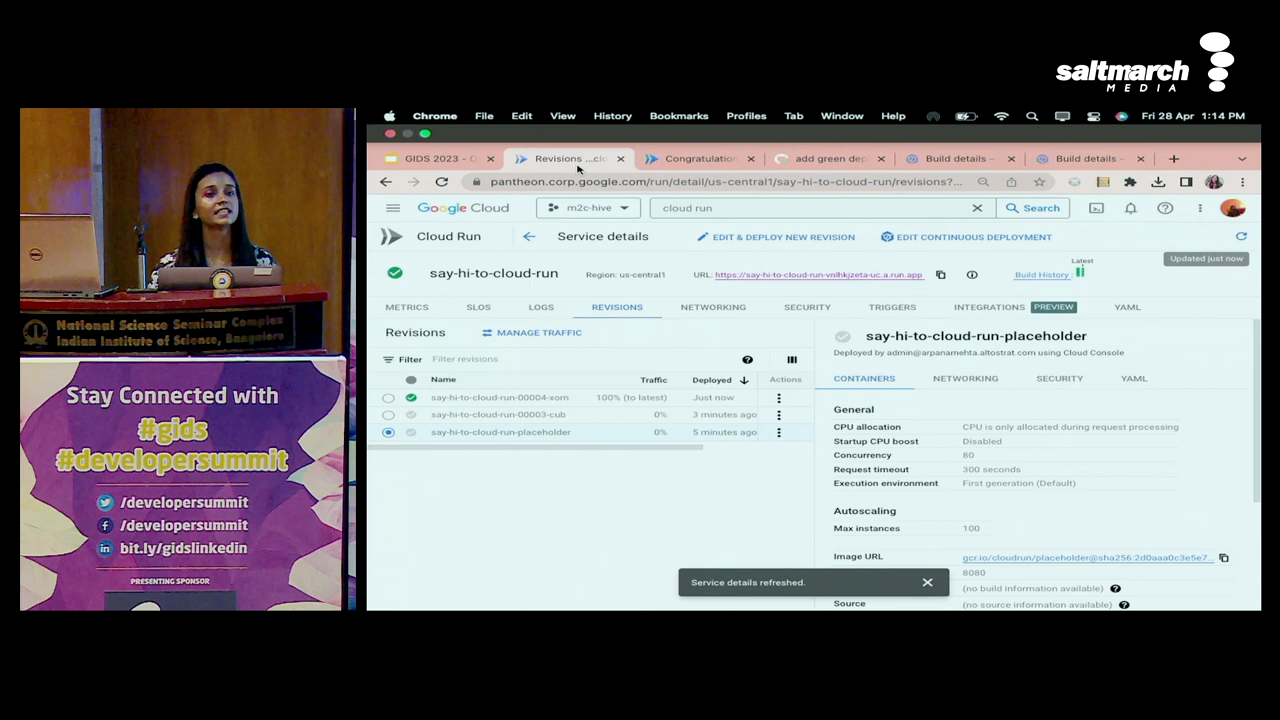 saltmarch
MEDIA
Chrome File Edit View History Bookmarks Profiles Tab Window Help Fri 28 Apr 1:14 PM
GIDS 2023 - Revisions ...clo Congratulation add green dep Build details – Build details –
pantheon.corp.google.com/run/detail/us-central1/say-hi-to-cloud-run/revisions?...
Google Cloud m2c-hive cloud run Search
Cloud Run Service details EDIT & DEPLOY NEW REVISION EDIT CONTINUOUS DEPLOYMENT
Updated just now
Latest
say-hi-to-cloud-run Region: us-central1 URL: https://say-hi-to-cloud-run-vnlhkjzeta-uc.a.run.app Build History:
METRICS SLOS LOGS REVISIONS NETWORKING SECURITY TRIGGERS INTEGRATIONS PREVIEW YAML
Revisions MANAGE TRAFFIC
Filter Filter revisions
Name Traffic Deployed Actions
say-hi-to-cloud-run-00004-xom 100% (to latest) Just now
say-hi-to-cloud-run-00003-cub 0% 3 minutes ago
say-hi-to-cloud-run-placeholder 0% 5 minutes ago
say-hi-to-cloud-run-placeholder
Deployed by admin@arpanamehta.altostrat.com using Cloud Console
CONTAINERS NETWORKING SECURITY YAML
General
CPU allocation CPU is only allocated during request processing
Startup CPU boost Disabled
Concurrency 80
Request timeout 300 seconds
Execution environment First generation (Default)
Autoscaling
Max instances 100
Image URL gcr.io/cloudrun/placeholder@sha256:2d0aaa0c3e5e7...
8080
(no build information available)
Source (no source information available)
Service details refreshed.
DELL
National Science Seminar Complex
Indian Institute of Science, Bangalore
Stay Connected with
#gids
#developersummit
/developersummit
/developersummit
bit.ly/gidslinkedin
PRESENTING SPONSOR